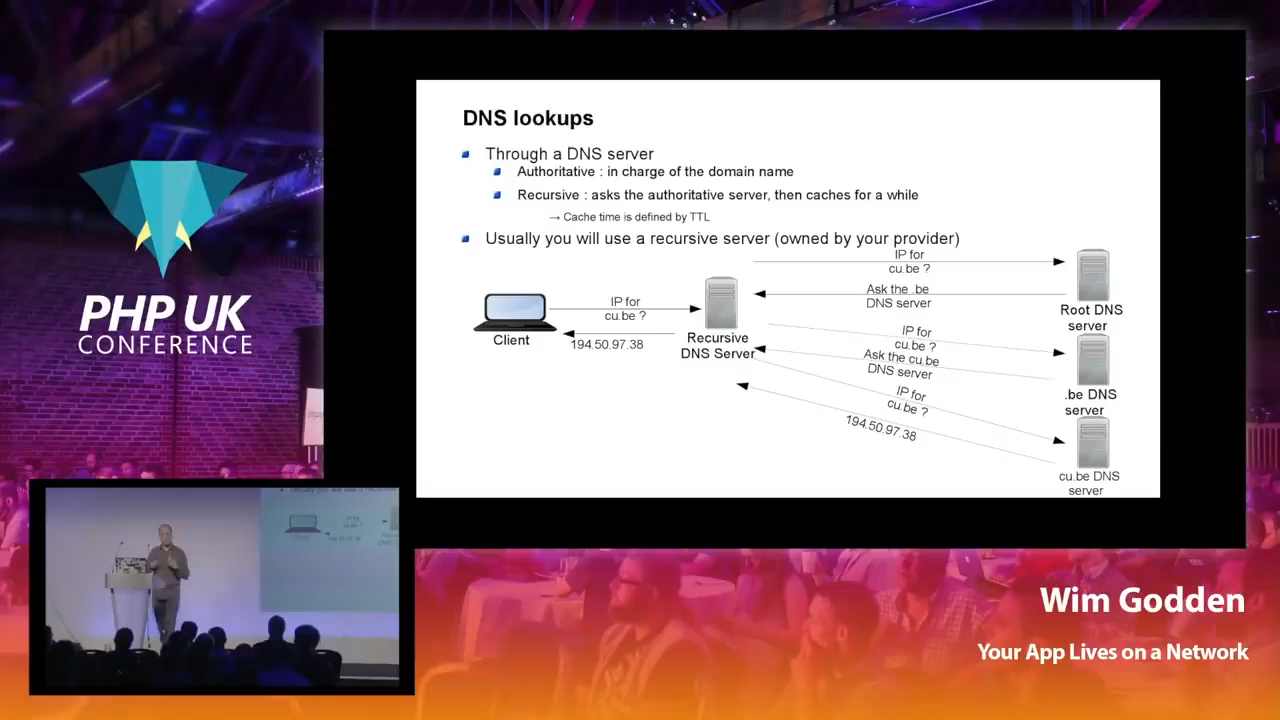 DNS lookups
Through a DNS server
Authoritative : in charge of the domain name
Recursive : asks the authoritative server, then caches for a while
→ Cache time is defined by TTL
Usually you will use a recursive server (owned by your provider)
IP for
cu.be ?
Ask the .be
DNS server
Root DNS
server
IP for
cu.be ?
194.50.97.38
Client
Recursive
DNS Server
IP for
cu.be ?
Ask the cu.be
DNS server
.be DNS
server
IP for
cu.be ?
194.50.97.38
cu.be DNS
server
PHP UK
CONFERENCE
Wim Godden
Your App Lives on a Network